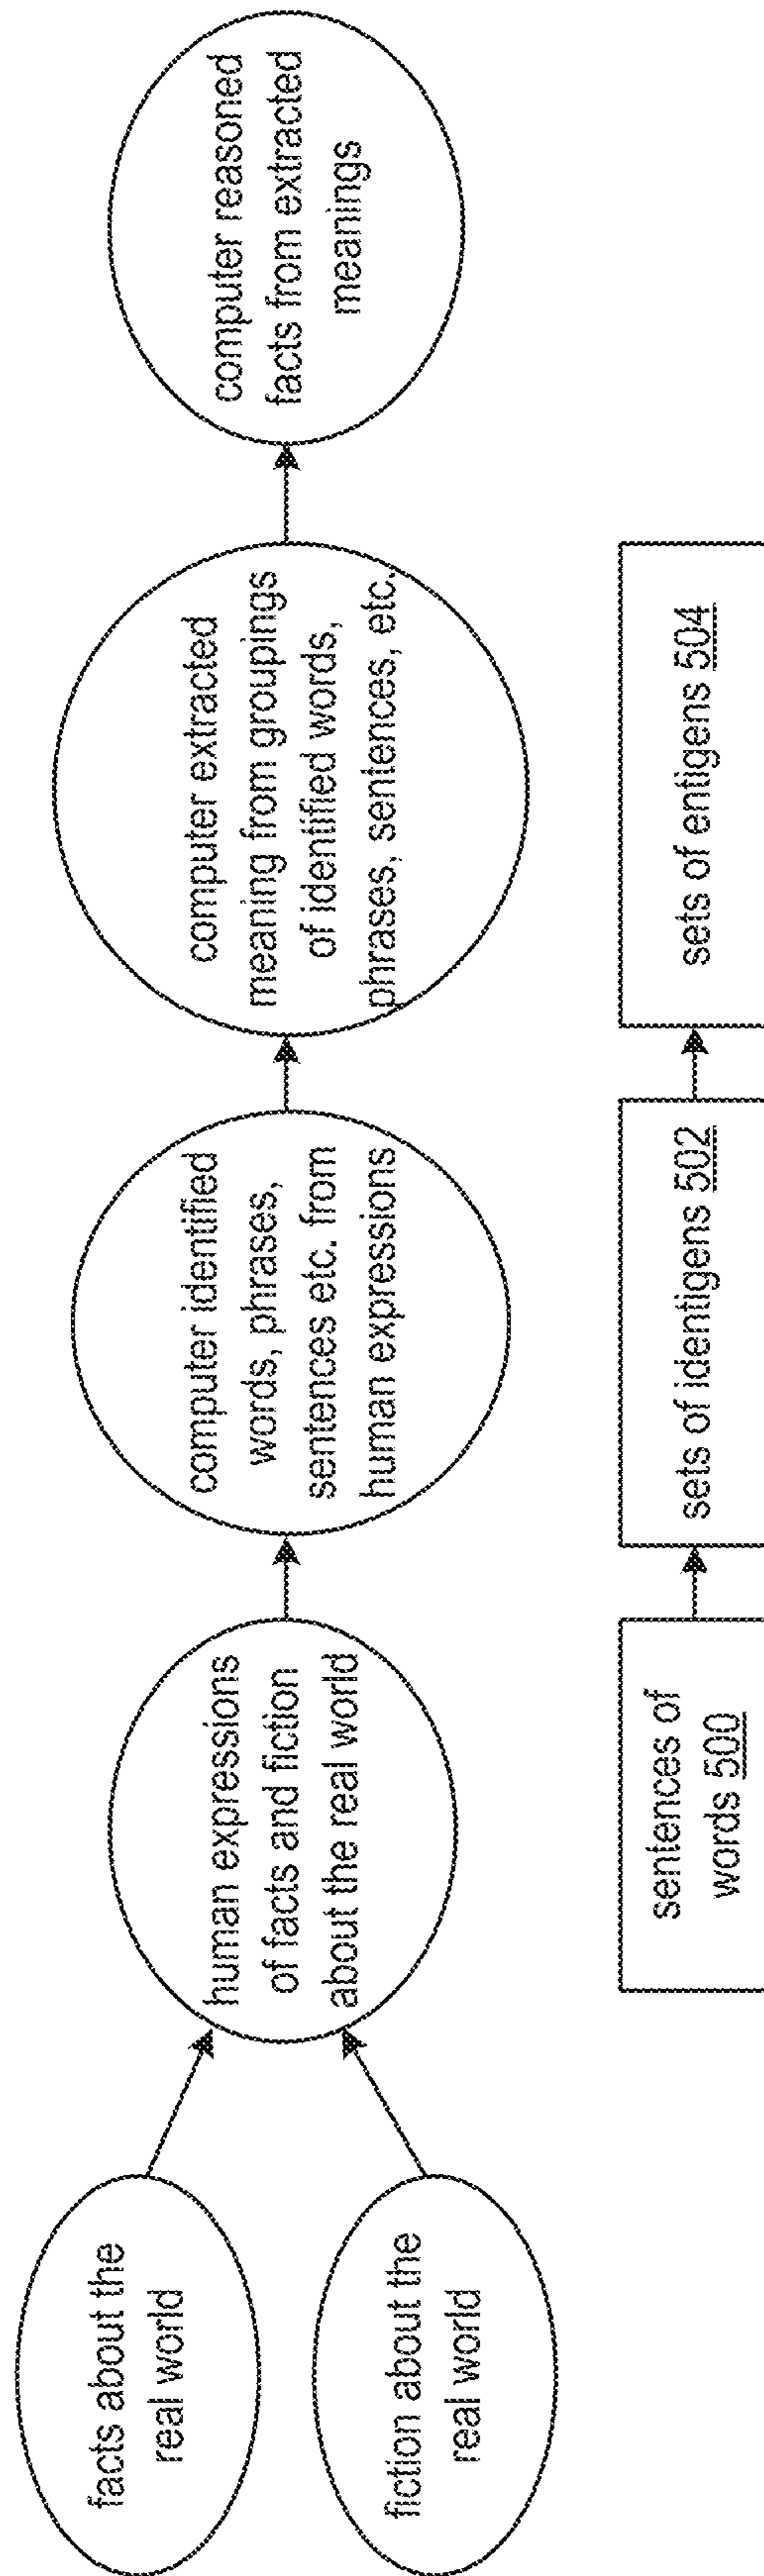 facts about the
real world
fiction about the
real world
human expressions
of facts and fiction
about the real world
computer identified
words, phrases,
sentences etc. from
human expressions
computer extracted
meaning from groupings
of identified words,
phrases, sentences, etc.
computer reasoned
facts from extracted
meanings
sentences of
words 500
sets of identigens 502
sets of entigens 504